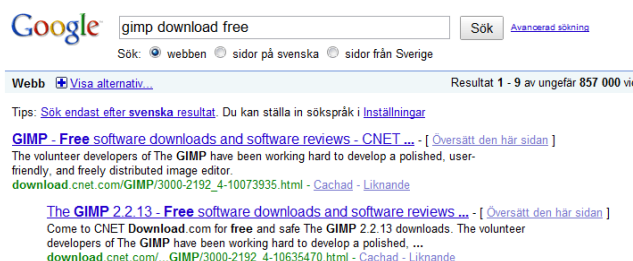 Google gimp download free Sök Avancerad sökning
Sök: webben sidor på svenska sidor från Sverige
Webb Visa alternativ... Resultat 1 - 9 av ungefär 857 000 vi
Tips: Sök endast efter svenska resultat. Du kan ställa in sökspråk i Inställningar
GIMP - Free software downloads and software reviews - CNET ... - [ Översätt den här sidan ]
The volunteer developers of The GIMP have been working hard to develop a polished, user-
friendly, and freely distributed image editor.
download.cnet.com/GIMP/3000-2192_4-10073935.html - Cachad - Liknande
The GIMP 2.2.13 - Free software downloads and software reviews ... - [ Översätt den här sidan ]
Come to CNET Download.com for free and safe The GIMP 2.2.13 downloads. The volunteer
developers of The GIMP have been working hard to develop a polished, ...
download.cnet.com/...GIMP/3000-2192_4-10635470.html - Cachad - Liknande